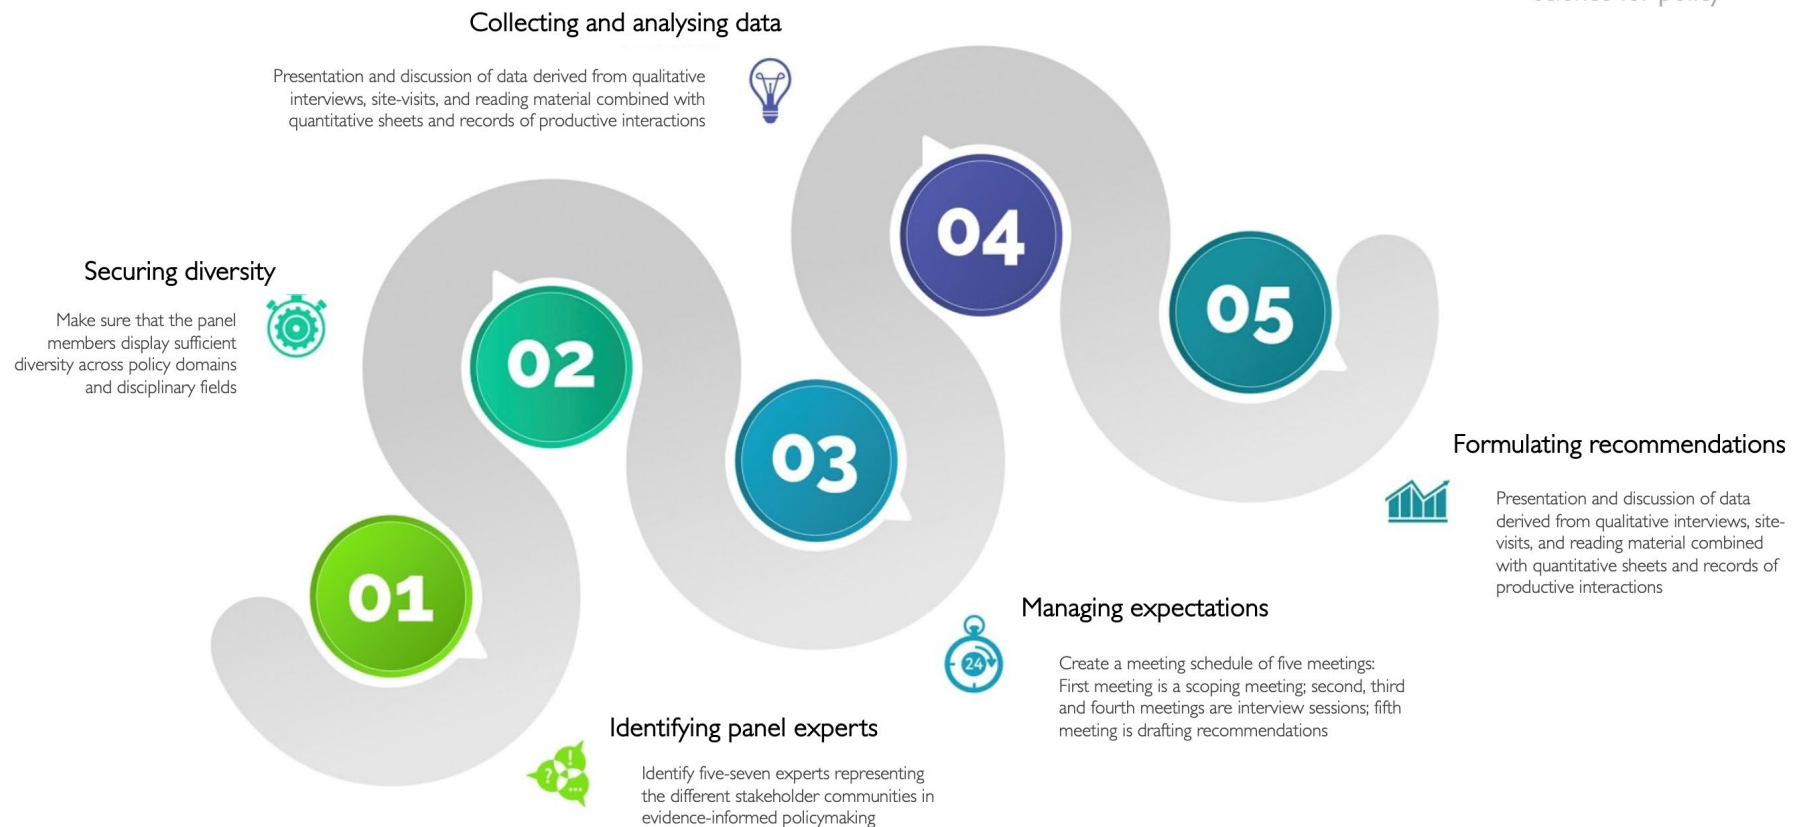 science for policy
Collecting and analysing data
Presentation and discussion of data derived from qualitative
interviews, site-visits, and reading material combined with
quantitative sheets and records of productive interactions
04
05
Securing diversity
Make sure that the panel
members display sufficient
diversity across policy domains
and disciplinary fields
02
03
01
Formulating recommendations
Presentation and discussion of data
derived from qualitative interviews, site-
visits, and reading material combined
with quantitative sheets and records of
productive interactions
Managing expectations
24
Create a meeting schedule of five meetings:
First meeting is a scoping meeting; second, third
and fourth meetings are interview sessions; fifth
meeting is drafting recommendations
Identifying panel experts
?
!
...
Identify five-seven experts representing
the different stakeholder communities in
evidence-informed policymaking